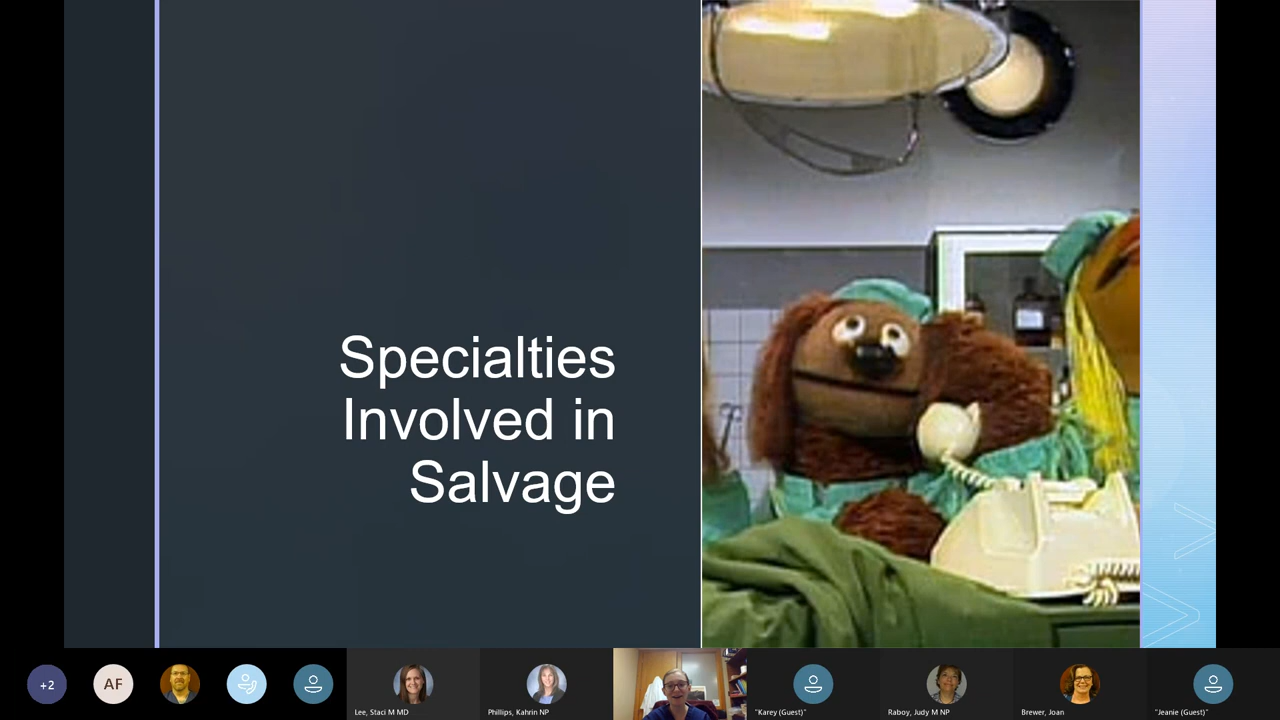 Specialties
Involved in
Salvage
+2
AF
Lee, Staci M MD
Phillips, Kahrin NP
"Karey (Guest)"
Raboy, Judy M NP
Brewer, Joan
"Jeanie (Guest)"